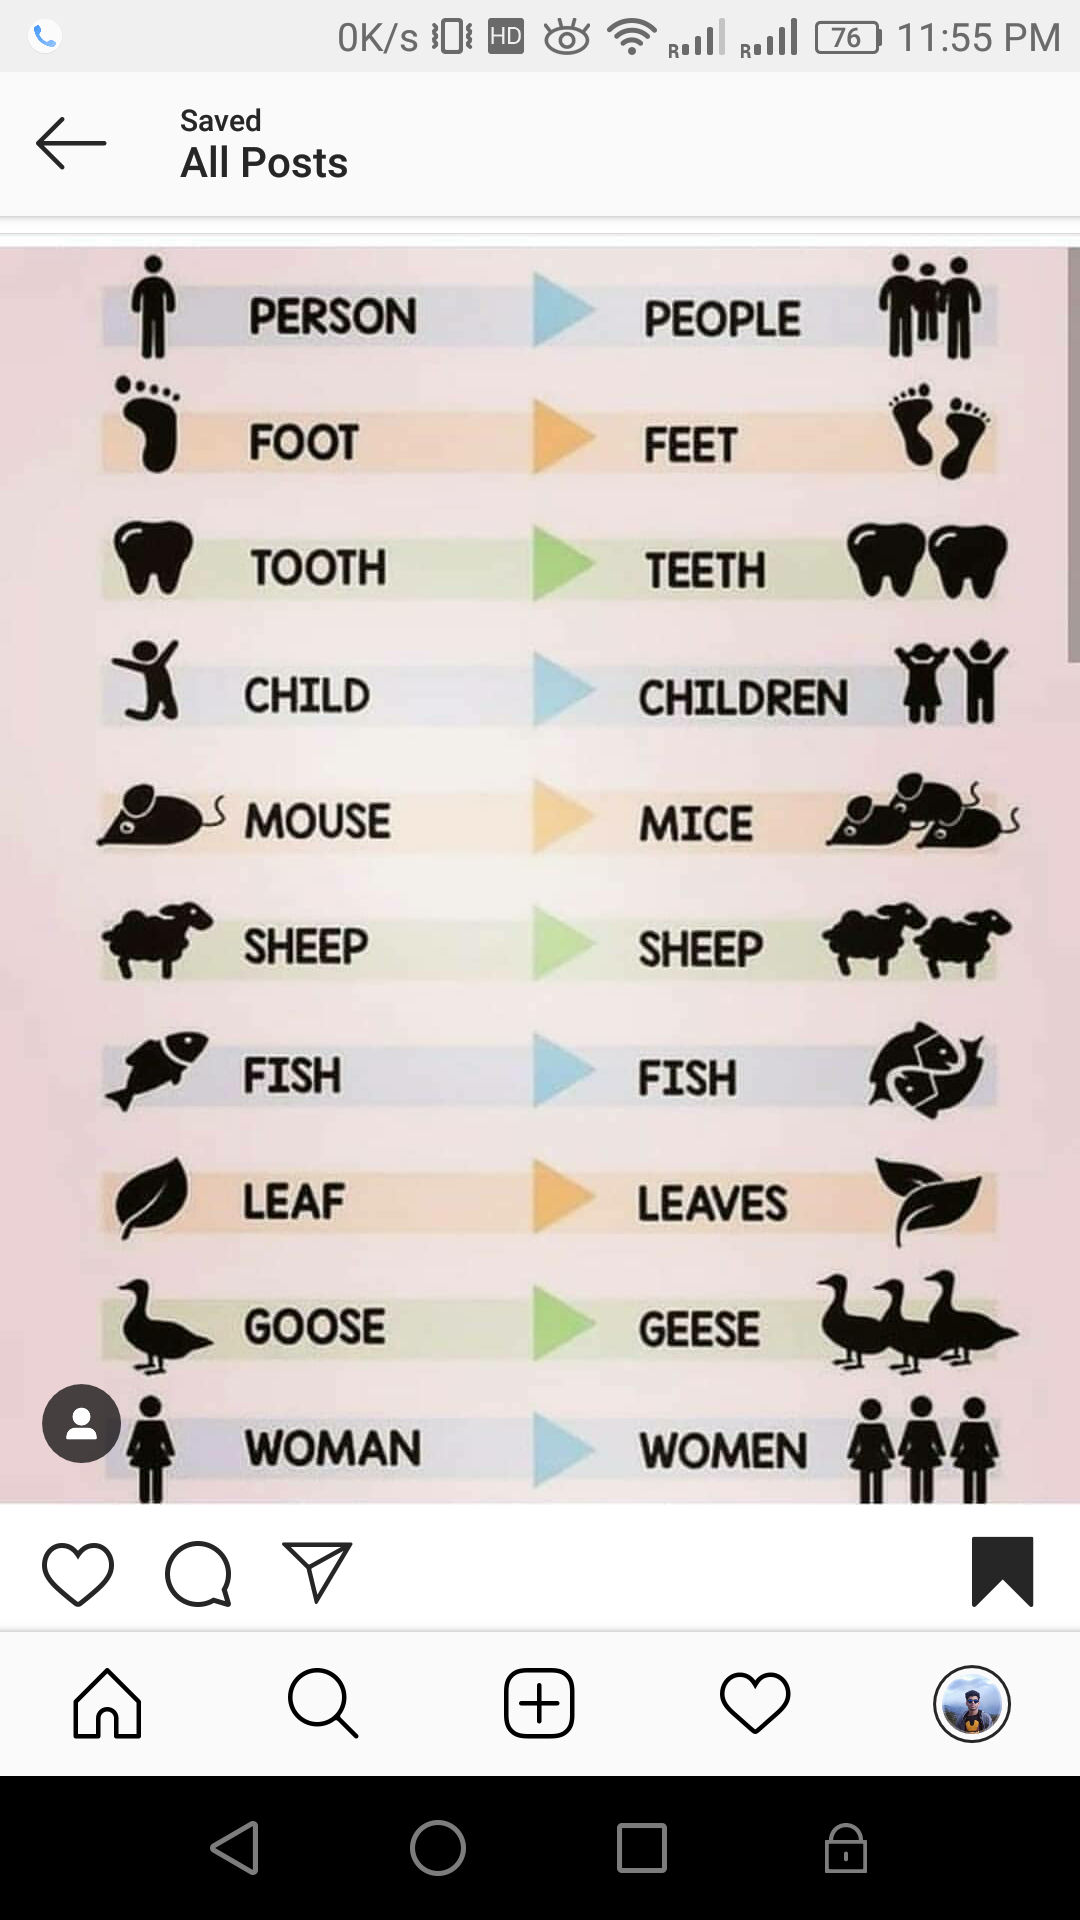 0K/s HD R R 76 11:55 PM
Saved
All Posts
PERSON PEOPLE
FOOT FEET
TOOTH TEETH
CHILD CHILDREN
MOUSE MICE
SHEEP SHEEP
FISH FISH
LEAF LEAVES
GOOSE GEESE
WOMAN WOMEN